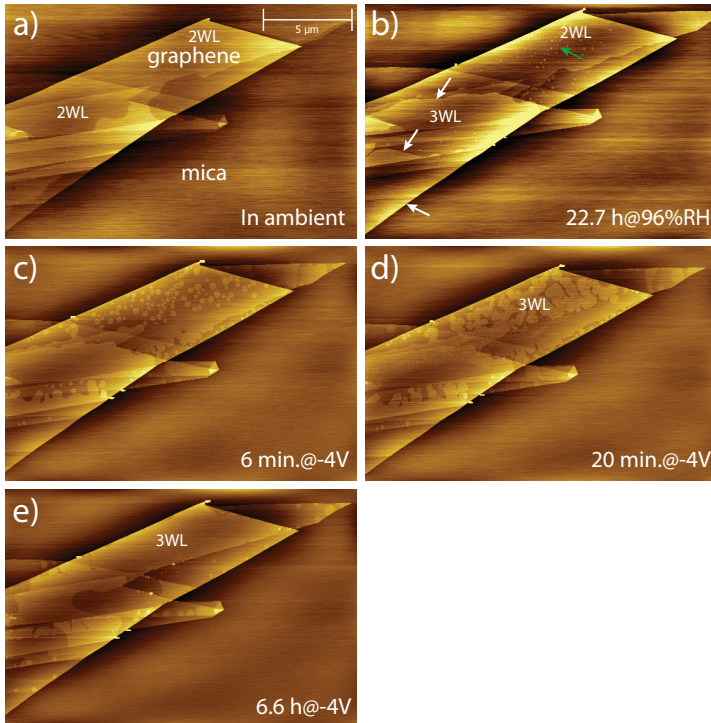 a)
5 µm
2WL
graphene
2WL
mica
In ambient
b)
2WL
3WL
22.7 h@96%RH
c)
6 min.@-4V
d)
3WL
20 min.@-4V
e)
3WL
6.6 h@-4V